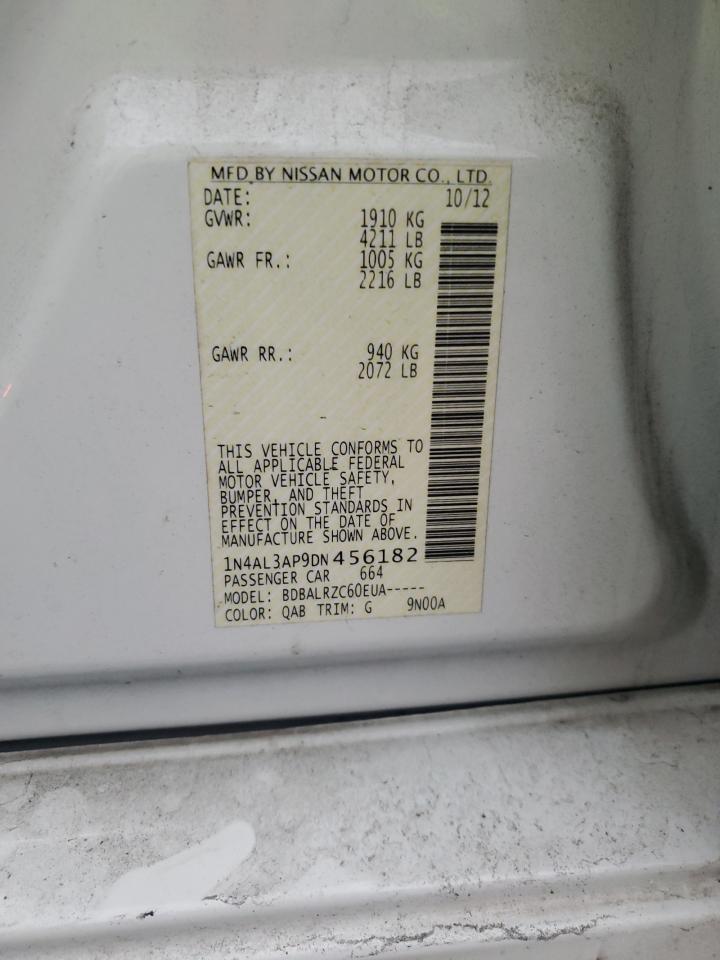 MFD BY NISSAN MOTOR CO., LTD.
DATE: 10/12
GVWR: 1910 KG
4211 LB
GAWR FR.: 1005 KG
2216 LB
GAWR RR.: 940 KG
2072 LB
THIS VEHICLE CONFORMS TO
ALL APPLICABLE FEDERAL
MOTOR VEHICLE SAFETY,
BUMPER, AND THEFT
PREVENTION STANDARDS IN
EFFECT ON THE DATE OF
MANUFACTURE SHOWN ABOVE.
1N4AL3AP9DN456182
PASSENGER CAR 664
MODEL: BDBALRZC60EUA-----
COLOR: QAB TRIM: G 9N00A